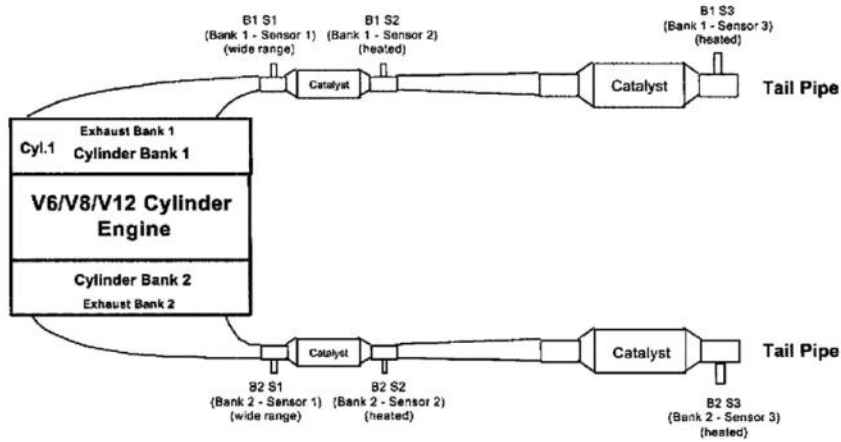 B1 S1
(Bank 1 - Sensor 1)
(wide range)
B1 S2
(Bank 1 - Sensor 2)
(heated)
B1 S3
(Bank 1 - Sensor 3)
(heated)
Catalyst
Catalyst
Tail Pipe
Exhaust Bank 1
Cyl.1
Cylinder Bank 1
V6/V8/V12 Cylinder
Engine
Cylinder Bank 2
Exhaust Bank 2
Catalyst
Catalyst
Tail Pipe
B2 S1
(Bank 2 - Sensor 1)
(wide range)
B2 S2
(Bank 2 - Sensor 2)
(heated)
B2 S3
(Bank 2 - Sensor 3)
(heated)